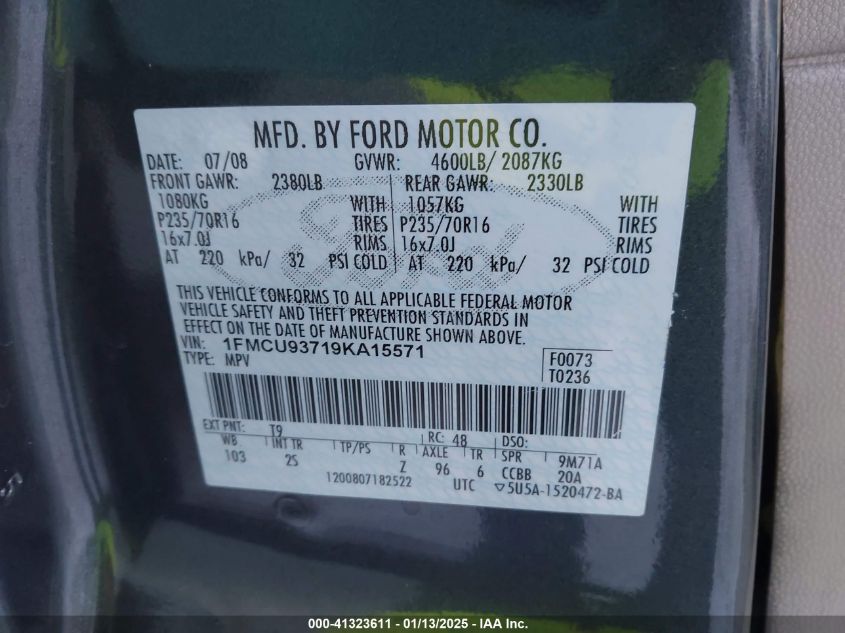 MFD. BY FORD MOTOR CO.
DATE: 07/08 GVWR: 4600LB/ 2087KG
FRONT GAWR: 2380LB REAR GAWR: 2330LB
1080KG WITH 1057KG WITH
P235/70R16 TIRES P235/70R16 TIRES
16x7.0J RIMS 16x7.0J RIMS
AT 220 kPa/ 32 PSI COLD AT 220 kPa/ 32 PSI COLD
THIS VEHICLE CONFORMS TO ALL APPLICABLE FEDERAL MOTOR
VEHICLE SAFETY AND THEFT PREVENTION STANDARDS IN
EFFECT ON THE DATE OF MANUFACTURE SHOWN ABOVE.
VIN: 1FMCU93719KA15571 F0073
TYPE: MPV T0236
EXT PNT: T9 RC: 48 DSO:
WB INT TR TP/PS R AXLE TR SPR 9M71A
103 2S Z 96 6 CCBB 20A
1200807182522 UTC ▽5U5A-1520472-BA
Ford
000-41323611 - 01/13/2025 - IAA Inc.